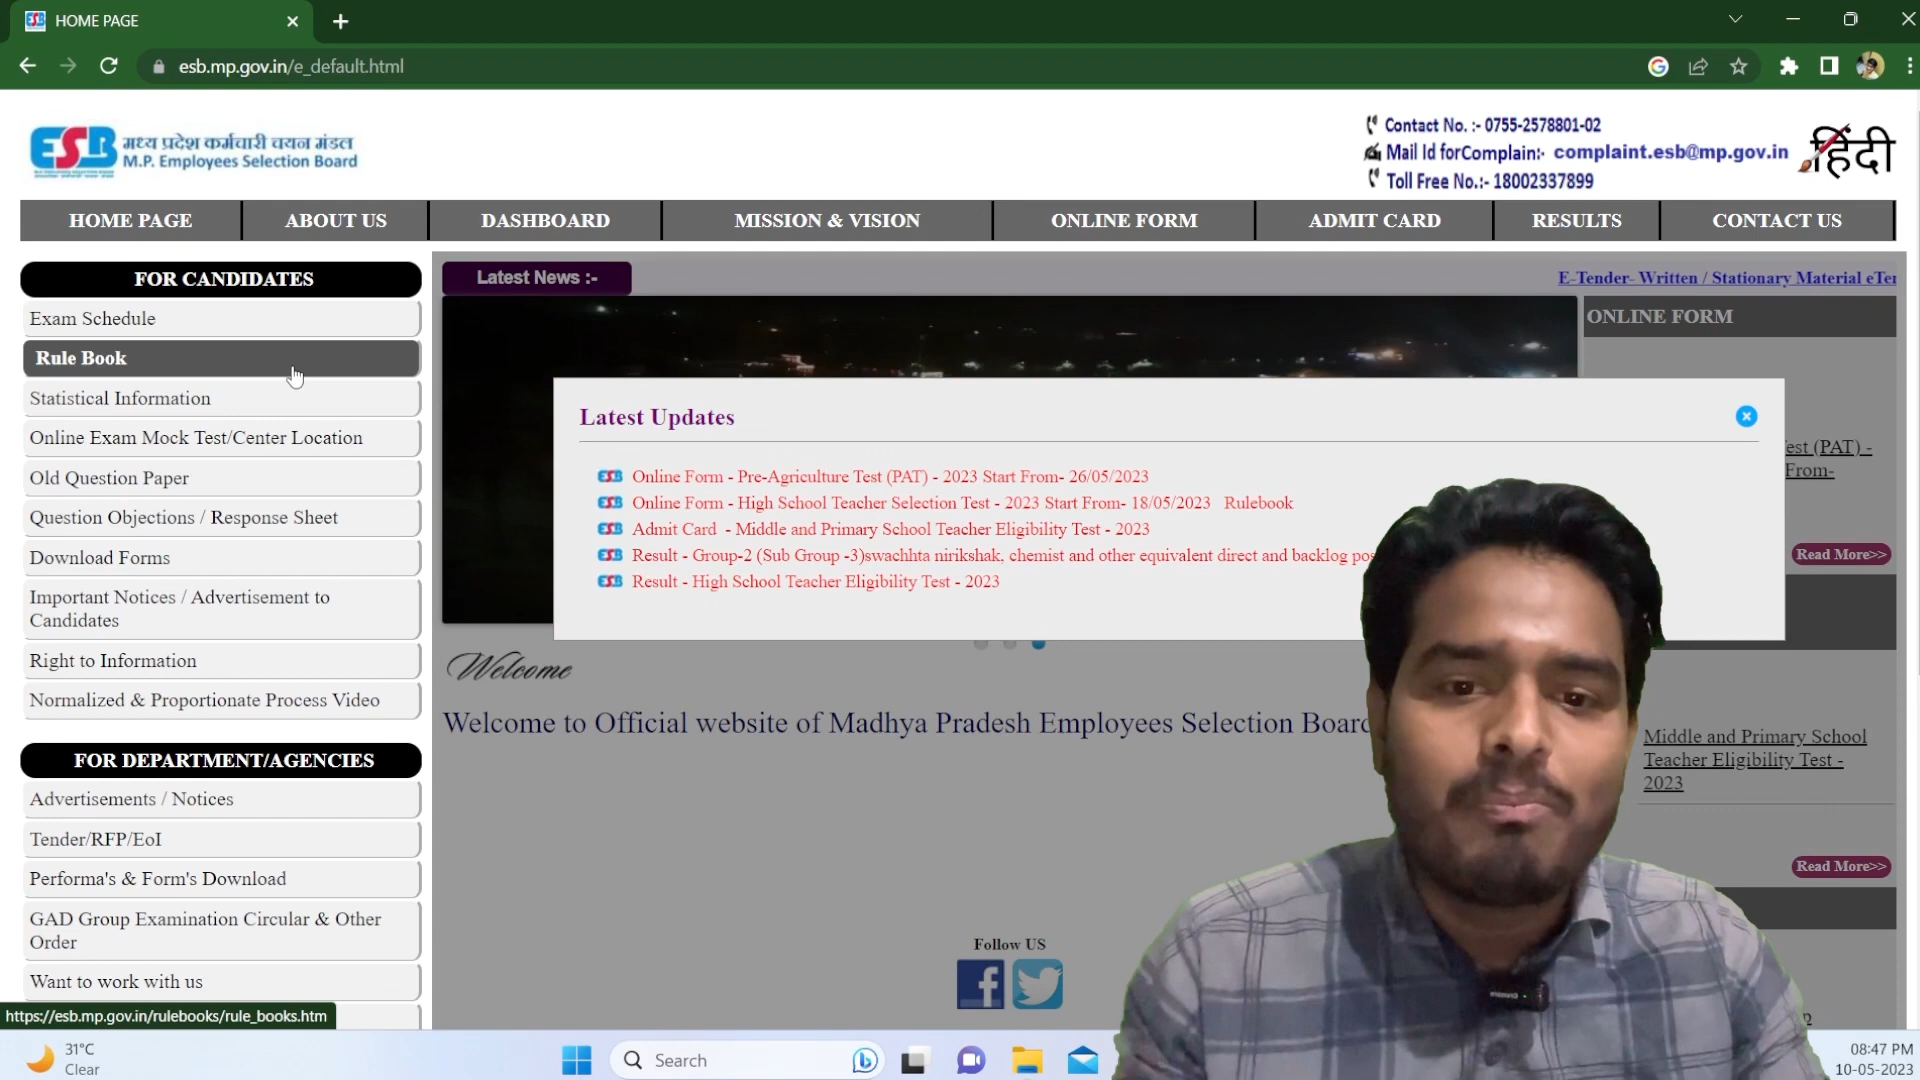 HOME PAGE
esb.mp.gov.in/e_default.html
ESB
मध्य प्रदेश कर्मचारी चयन मंडल
M.P. Employees Selection Board
Contact No. :- 0755-2578801-02
Mail Id forComplain:- complaint.esb@mp.gov.in
Toll Free No.:- 18002337899
हिंदी
HOME PAGE
ABOUT US
DASHBOARD
MISSION & VISION
ONLINE FORM
ADMIT CARD
RESULTS
CONTACT US
FOR CANDIDATES
Exam Schedule
Rule Book
Statistical Information
Online Exam Mock Test/Center Location
Old Question Paper
Question Objections / Response Sheet
Download Forms
Important Notices / Advertisement to
Candidates
Right to Information
Normalized & Proportionate Process Video
FOR DEPARTMENT/AGENCIES
Advertisements / Notices
Tender/RFP/EoI
Performa's & Form's Download
GAD Group Examination Circular & Other
Order
Want to work with us
https://esb.mp.gov.in/rulebooks/rule_books.htm
Latest News :-
E-Tender- Written / Stationary Material
ONLINE FORM
Latest Updates
ESB Online Form - Pre-Agriculture Test (PAT) - 2023 Start From- 26/05/2023
ESB Online Form - High School Teacher Selection Test - 2023 Start From- 18/05/2023 Rulebook
ESB Admit Card - Middle and Primary School Teacher Eligibility Test - 2023
ESB Result - Group-2 (Sub Group -3)swachhta nirikshak, chemist and other equivalent direct and backlog
ESB Result - High School Teacher Eligibility Test - 2023
(PAT) -
From-
Read More>>
Welcome
Welcome to Official website of Madhya Pradesh Employees Selection Board
Middle and Primary School
Teacher Eligibility Test -
2023
Read More>>
Follow US
31°C
Clear
Search
08:47 PM
10-05-2023